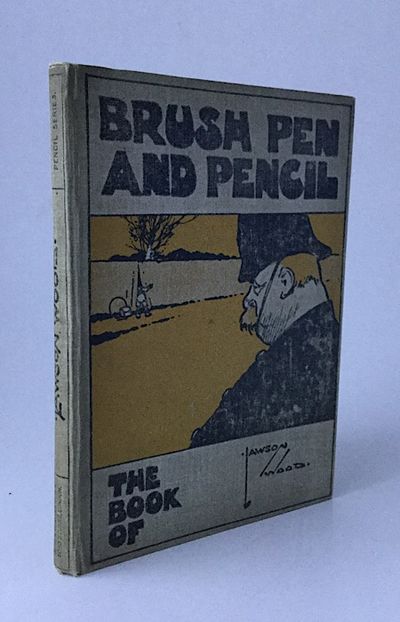 BRUSH PEN
AND PENCIL
THE
BOOK
OF
LAWSON
WOOD.
PENCIL SERIES.
LAWSON WOOD.